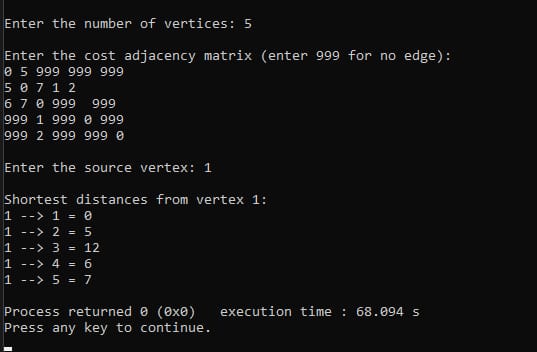 Enter the number of vertices: 5
Enter the cost adjacency matrix (enter 999 for no edge):
0 5 999 999 999
5 0 7 1 2
6 7 0 999  999
999 1 999 0 999
999 2 999 999 0
Enter the source vertex: 1
Shortest distances from vertex 1:
1 --> 1 = 0
1 --> 2 = 5
1 --> 3 = 12
1 --> 4 = 6
1 --> 5 = 7
Process returned 0 (0x0)   execution time : 68.094 s
Press any key to continue.